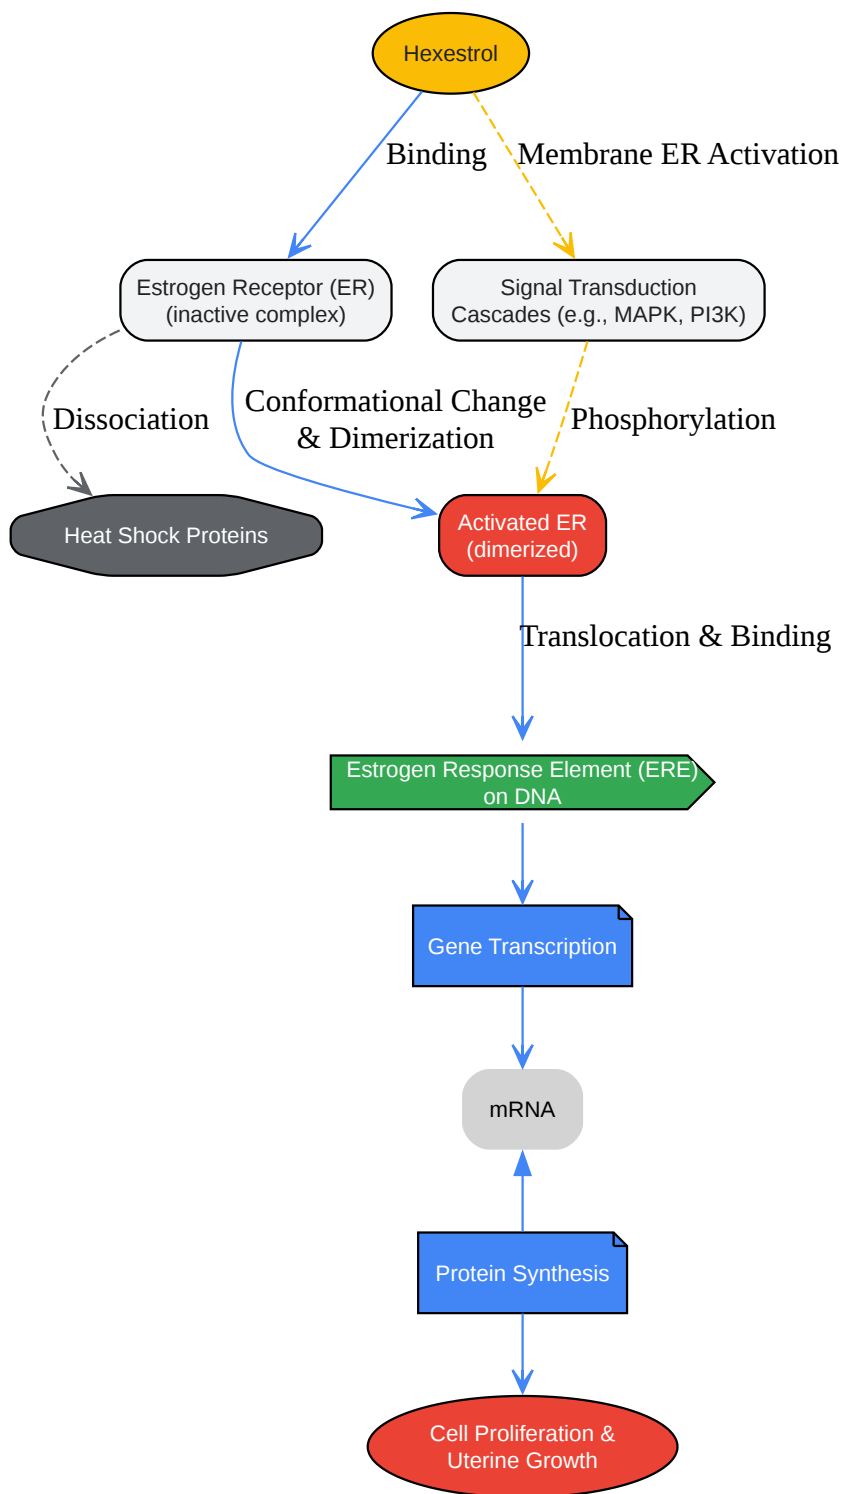 Hexestrol
Binding
Membrane ER Activation
Estrogen Receptor (ER)
(inactive complex)
Signal Transduction
Cascades (e.g., MAPK, PI3K)
Dissociation
Conformational Change
& Dimerization
Phosphorylation
Heat Shock Proteins
Activated ER
(dimerized)
Translocation & Binding
Estrogen Response Element (ERE)
on DNA
Gene Transcription
mRNA
Protein Synthesis
Cell Proliferation &
Uterine Growth